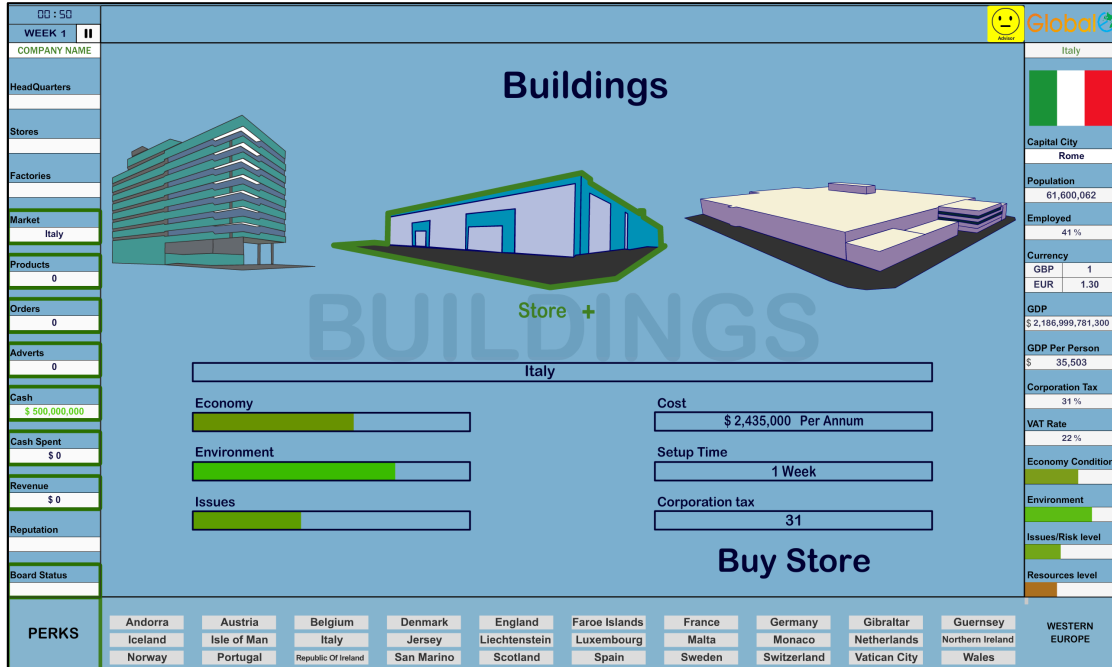 00 : 50
WEEK 1
COMPANY NAME
HeadQuarters
Stores
Factories
Market
Italy
Products
0
Orders
0
Adverts
0
Cash
$ 500,000,000
Cash Spent
$ 0
Revenue
$ 0
Reputation
Board Status
PERKS
Advisor
Buildings
BUILDINGS
Store +
Italy
Economy
Environment
Issues
Cost
$ 2,435,000 Per Annum
Setup Time
1 Week
Corporation tax
31
Buy Store
Global
Italy
Capital City
Rome
Population
61,600,062
Employed
41 %
Currency
GBP 1
EUR 1.30
GDP
$ 2,186,999,781,300
GDP Per Person
$ 35,503
Corporation Tax
31 %
VAT Rate
22 %
Economy Condition
Environment
Issues/Risk level
Resources level
Andorra Austria Belgium Denmark England Faroe Islands France Germany Gibraltar Guernsey
Iceland Isle of Man Italy Jersey Liechtenstein Luxembourg Malta Monaco Netherlands Northern Ireland
Norway Portugal Republic Of Ireland San Marino Scotland Spain Sweden Switzerland Vatican City Wales
WESTERN
EUROPE